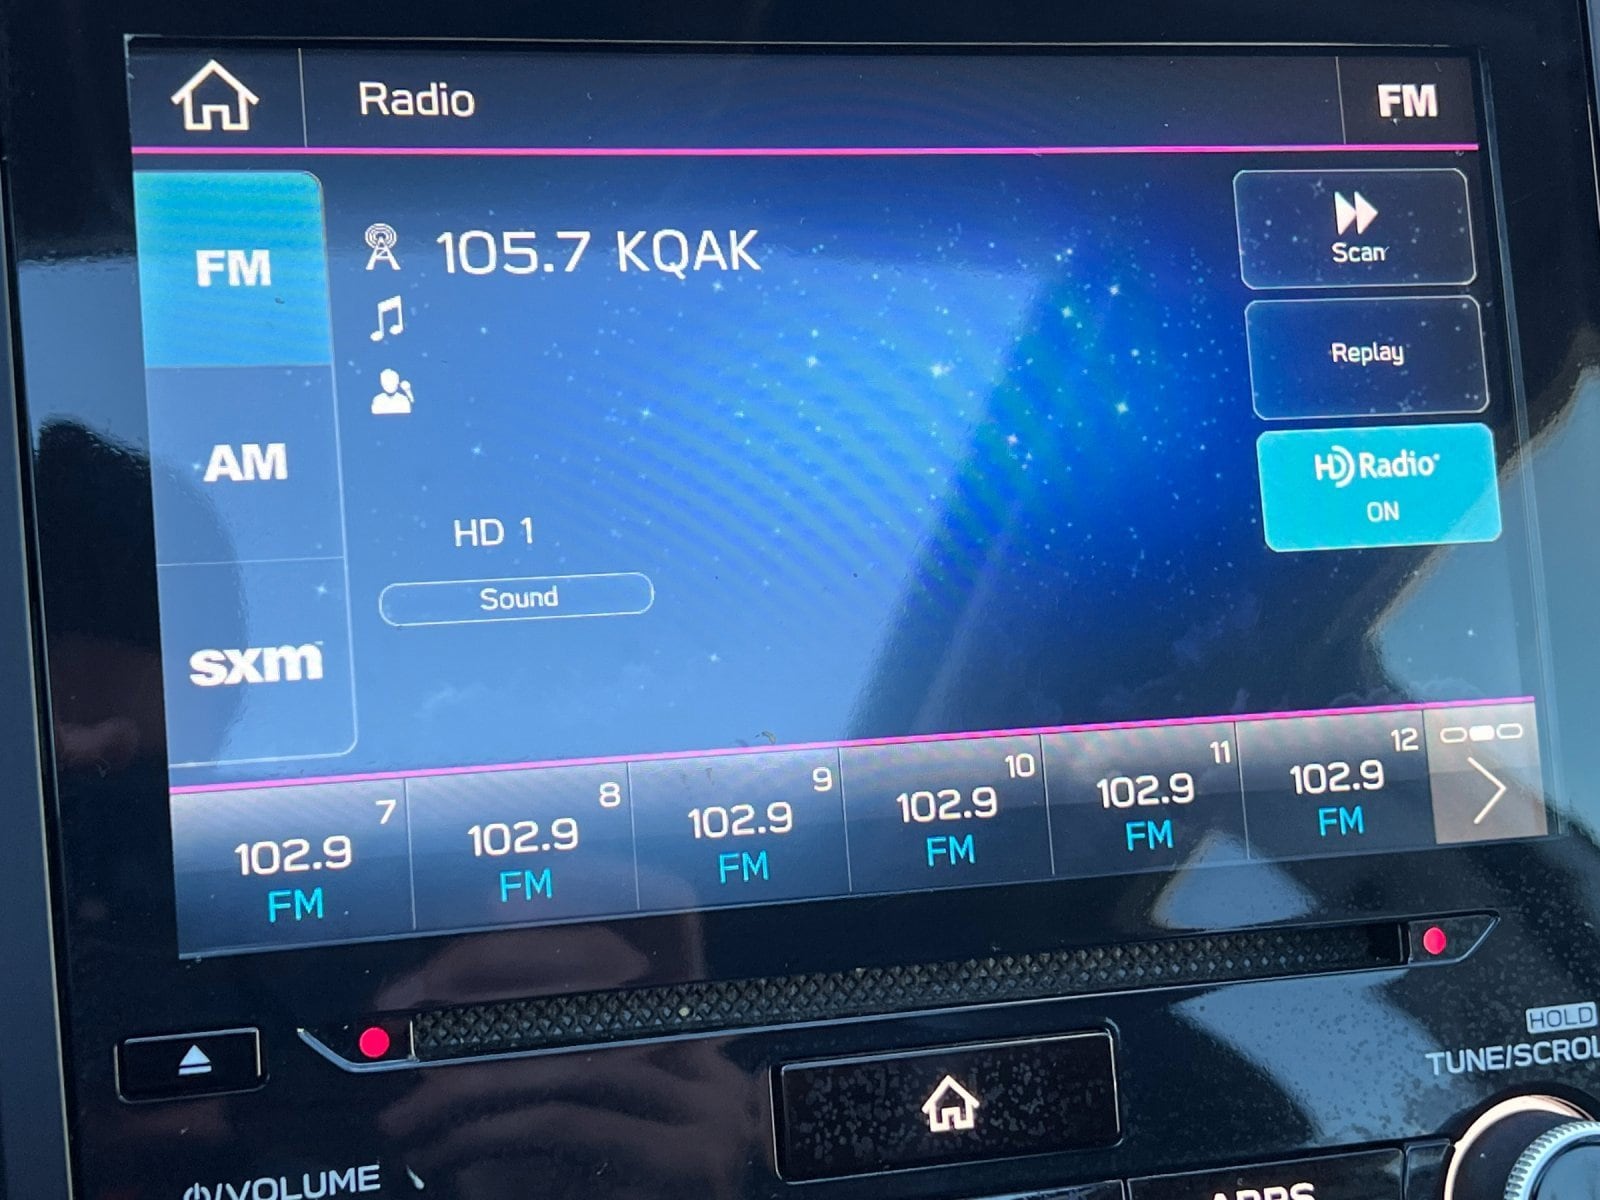 Radio
FM
FM
105.7 KQAK
Scan
Replay
AM
HD Radio
ON
HD 1
Sound
sxm
7
102.9
FM
8
102.9
FM
9
102.9
FM
10
102.9
FM
11
102.9
FM
12
102.9
FM
HOLD
TUNE/SCROL
/VOLUME
APPS